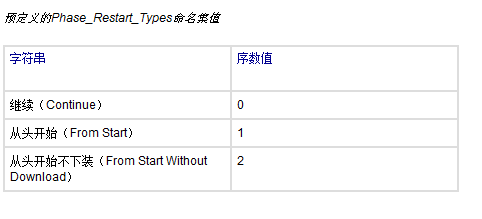 预定义的Phase_Restart_Types命名集值
字符串 序数值
继续（Continue） 0
从头开始（From Start） 1
从头开始不下装（From Start Without 2
Download）